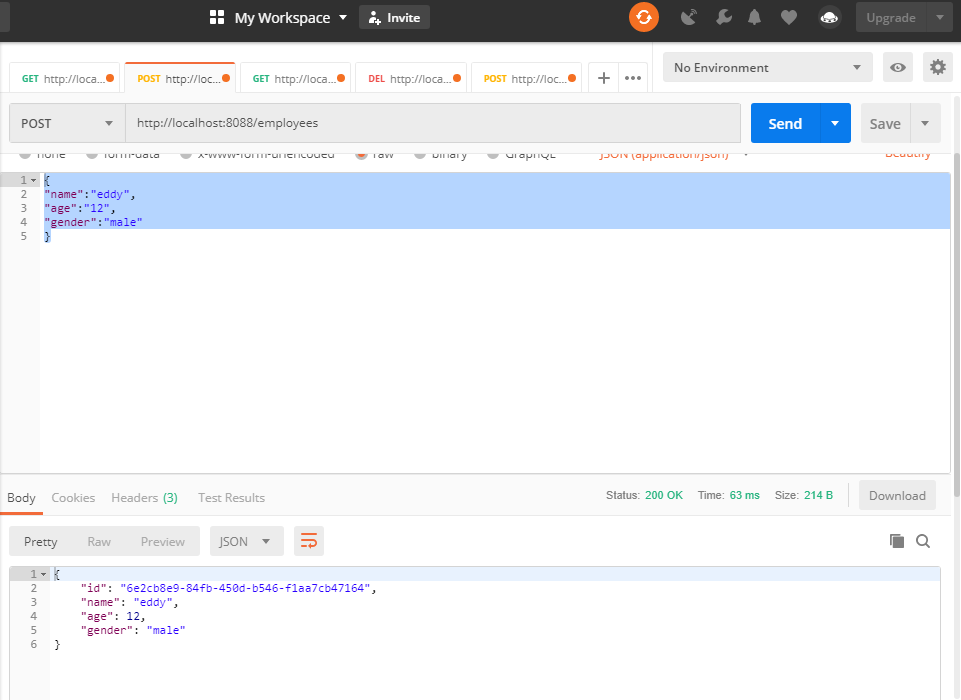 My Workspace Invite Upgrade
GET http://loca... POST http://loc... GET http://loca... DEL http://loca... POST http://loc... + ••• No Environment
POST http://localhost:8088/employees Send Save
none form-data x-www-form-urlencoded raw binary GraphQL JSON (application/json) Beautify
1 {
2 "name":"eddy",
3 "age":"12",
4 "gender":"male"
5 }
Body Cookies Headers (3) Test Results Status: 200 OK Time: 63 ms Size: 214 B Download
Pretty Raw Preview JSON
1 {
2 "id": "6e2cb8e9-84fb-450d-b546-f1aa7cb47164",
3 "name": "eddy",
4 "age": 12,
5 "gender": "male"
6 }